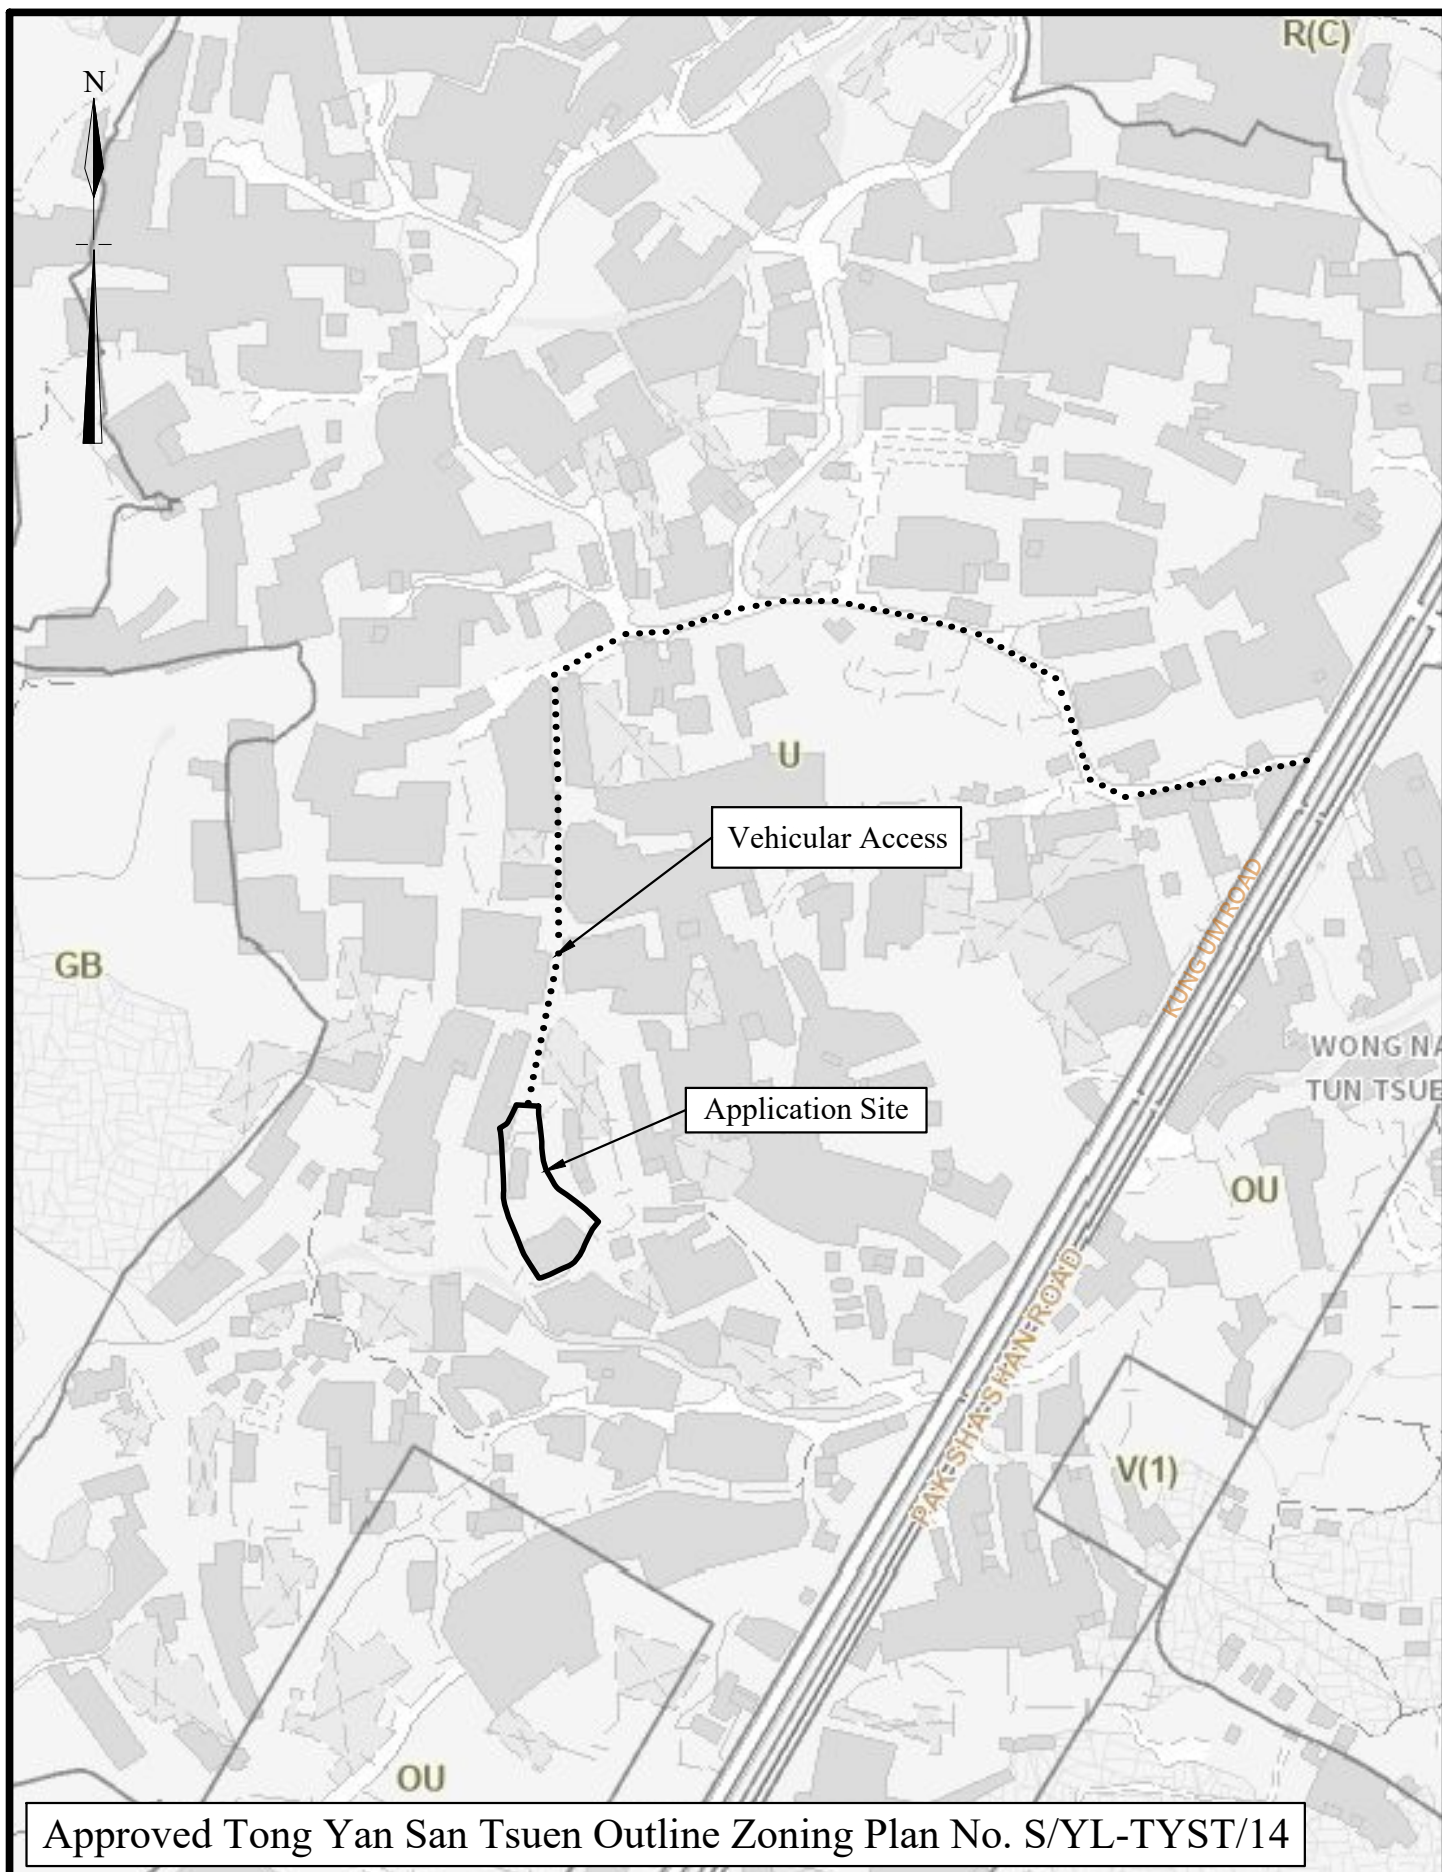 R(C)
N
U
Vehicular Access
KUNG UM ROAD
GB
WONG NA
TUN TSUE
Application Site
OU
PAK SHA SHAN ROAD
V(1)
OU
Approved Tong Yan San Tsuen Outline Zoning Plan No. S/YL-TYST/14